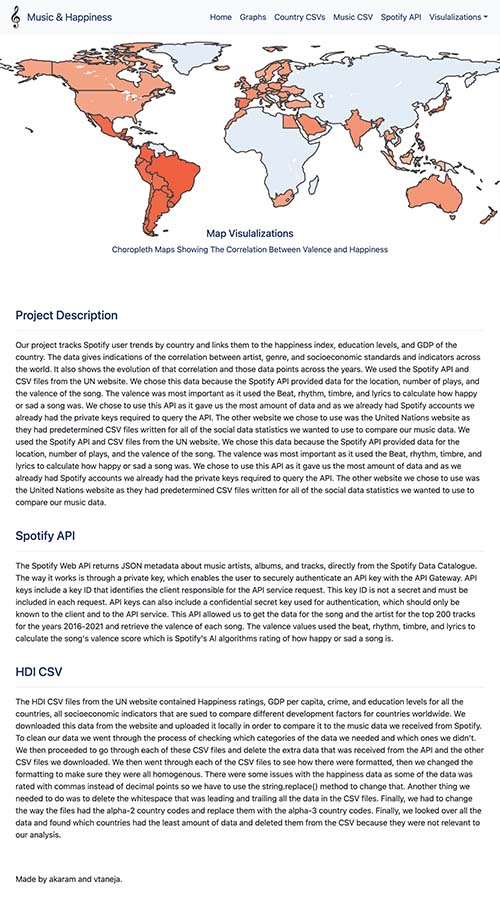 Music & Happiness
Home Graphs Country CSVs Music CSV Spotify API Visulalizations
Map Visulalizations
Choropleth Maps Showing The Correlation Between Valence and Happiness
Project Description
Our project tracks Spotify user trends by country and links them to the happiness index, education levels, and GDP of the
country. The data gives indications of the correlation between artist, genre, and socioeconomic standards and indicators across
the world. It also shows the evolution of that correlation and those data points across the years. We used the Spotify API and
CSV files from the UN website. We chose this data because the Spotify API provided data for the location, number of plays, and
the valence of the song. The valence was most important as it used the Beat, rhythm, timbre, and lyrics to calculate how happy
or sad a song was. We chose to use this API as it gave us the most amount of data and as we already had Spotify accounts we
already had the private keys required to query the API. The other website we chose to use was the United Nations website as
they had predetermined CSV files written for all of the social data statistics we wanted to use to compare our music data. We
used the Spotify API and CSV files from the UN website. We chose this data because the Spotify API provided data for the
location, number of plays, and the valence of the song. The valence was most important as it used the Beat, rhythm, timbre, and
lyrics to calculate how happy or sad a song was. We chose to use this API as it gave us the most amount of data and as we
already had Spotify accounts we already had the private keys required to query the API. The other website we chose to use was
the United Nations website as they had predetermined CSV files written for all of the social data statistics we wanted to use to
compare our music data.
Spotify API
The Spotify Web API returns JSON metadata about music artists, albums, and tracks, directly from the Spotify Data Catalogue.
The way it works is through a private key, which enables the user to securely authenticate an API key with the API Gateway. API
keys include a key ID that identifies the client responsible for the API service request. This key ID is not a secret and must be
included in each request. API keys can also include a confidential secret key used for authentication, which should only be
known to the client and to the API service. This API allowed us to get the data for the song and the artist for the top 200 tracks
for the years 2016-2021 and retrieve the valence of each song. The valence values used the beat, rhythm, timbre, and lyrics to
calculate the song's valence score which is Spotify's AI algorithms rating of how happy or sad a song is.
HDI CSV
The HDI CSV files from the UN website contained Happiness ratings, GDP per capita, crime, and education levels for all the
countries, all socioeconomic indicators that are sued to compare different development factors for countries worldwide. We
downloaded this data from the website and uploaded it locally in order to compare it to the music data we received from Spotify.
To clean our data we went through the process of checking which categories of the data we needed and which ones we didn't.
We then proceeded to go through each of these CSV files and delete the extra data that was received from the API and the other
CSV files we downloaded. We then went through each of the CSV files to see how there were formatted, then we changed the
formatting to make sure they were all homogenous. There were some issues with the happiness data as some of the data was
rated with commas instead of decimal points so we have to use the string.replace() method to change that. Another thing we
needed to do was to delete the whitespace that was leading and trailing all the data in the CSV files. Finally, we had to change
the way the files had the alpha-2 country codes and replace them with the alpha-3 country codes. Finally, we looked over all the
data and found which countries had the least amount of data and deleted them from the CSV because they were not relevant to
our analysis.
Made by akaram and vtaneja.